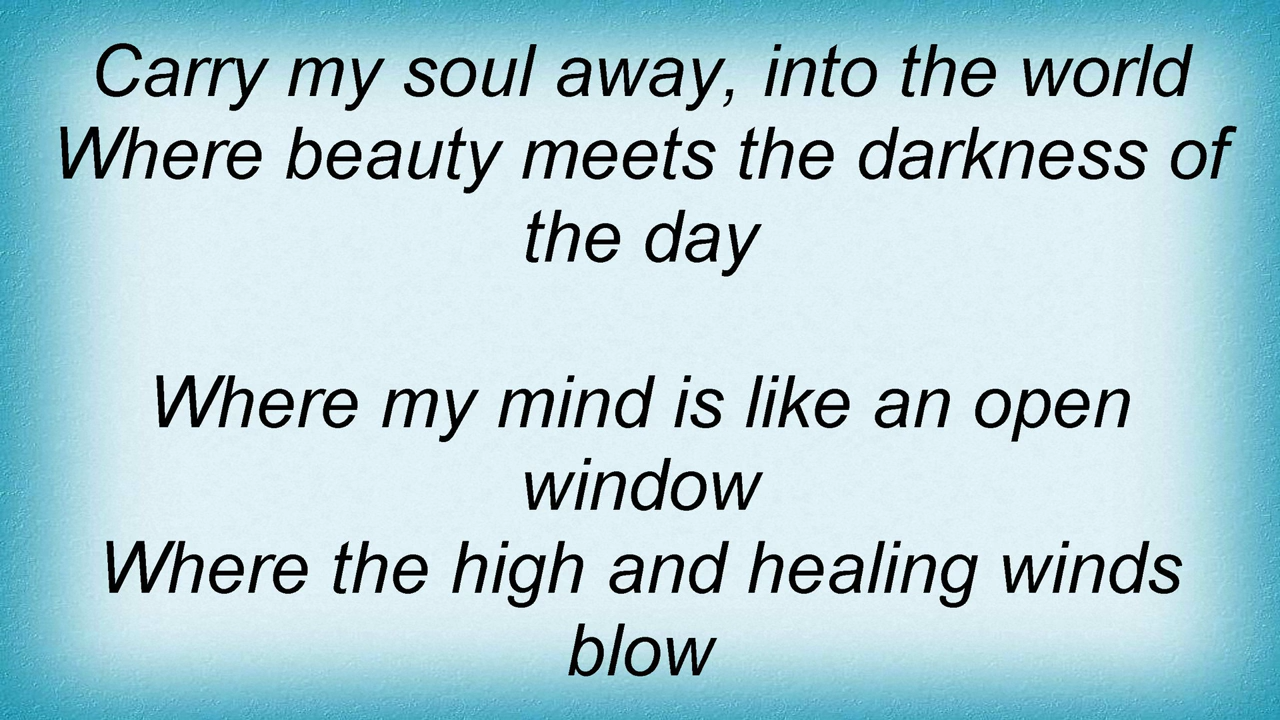 Carry my soul away, into the world
Where beauty meets the darkness of
the day
Where my mind is like an open
window
Where the high and healing winds
blow